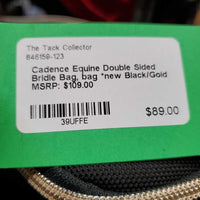 The Tack Collector
846159-123
Cadence Equine Double Sided
Bridle Bag, bag *new Black/Gold
MSRP: $109.00
$89.00
39UFFE